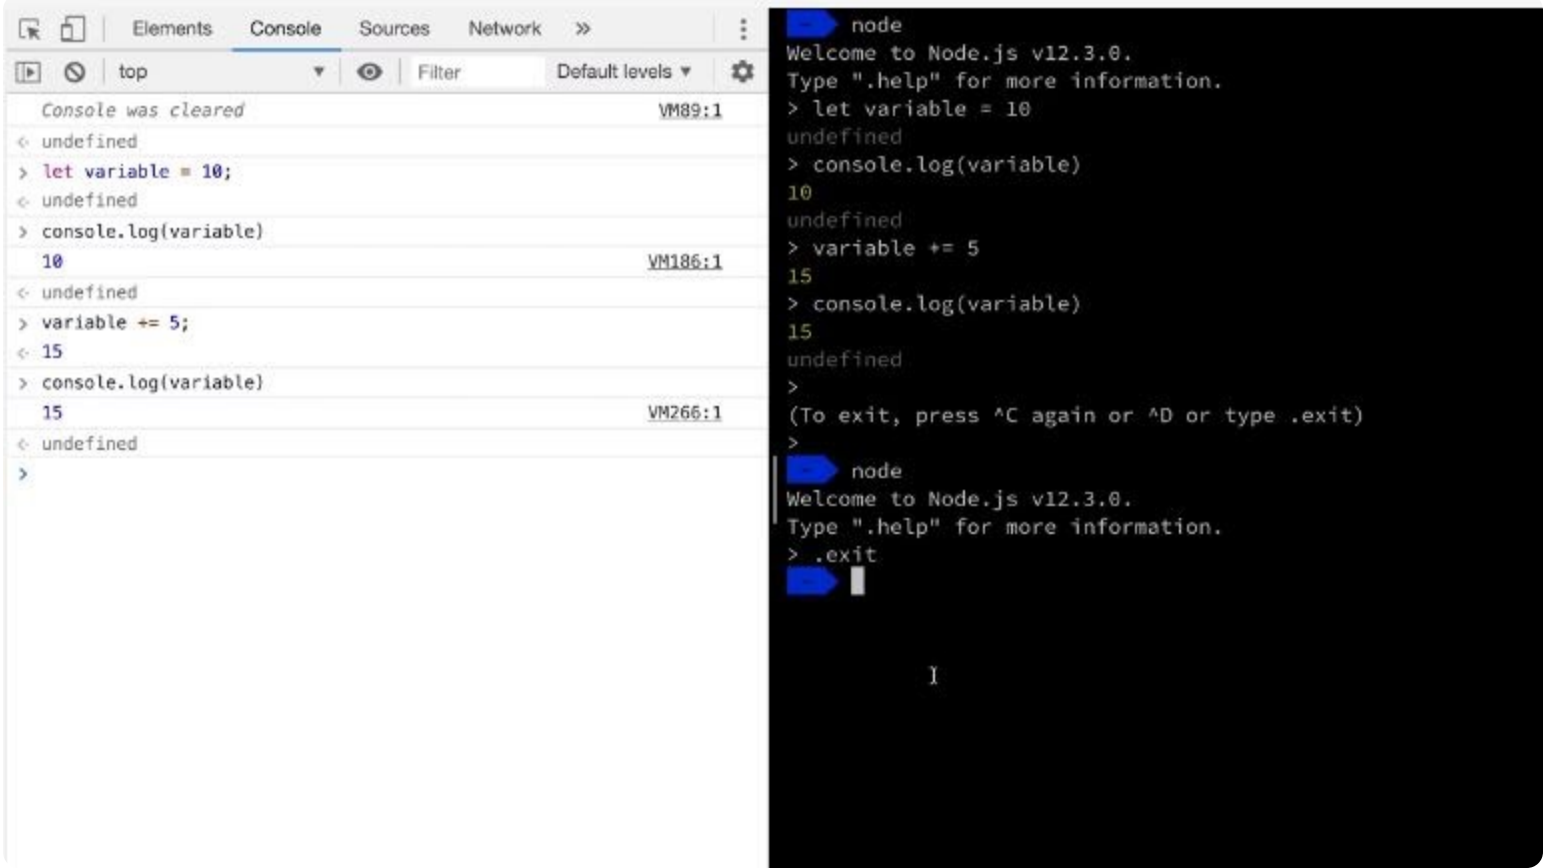 Elements Console Sources Network »
top ▼ Filter Default levels ▼
Console was cleared VM89:1
<· undefined
> let variable = 10;
<· undefined
> console.log(variable)
10 VM186:1
<· undefined
> variable += 5;
<· 15
> console.log(variable)
15 VM266:1
<· undefined
>
~ node
Welcome to Node.js v12.3.0.
Type ".help" for more information.
> let variable = 10
undefined
> console.log(variable)
10
undefined
> variable += 5
15
> console.log(variable)
15
undefined
>
(To exit, press ^C again or ^D or type .exit)
>
~ node
Welcome to Node.js v12.3.0.
Type ".help" for more information.
> .exit
~